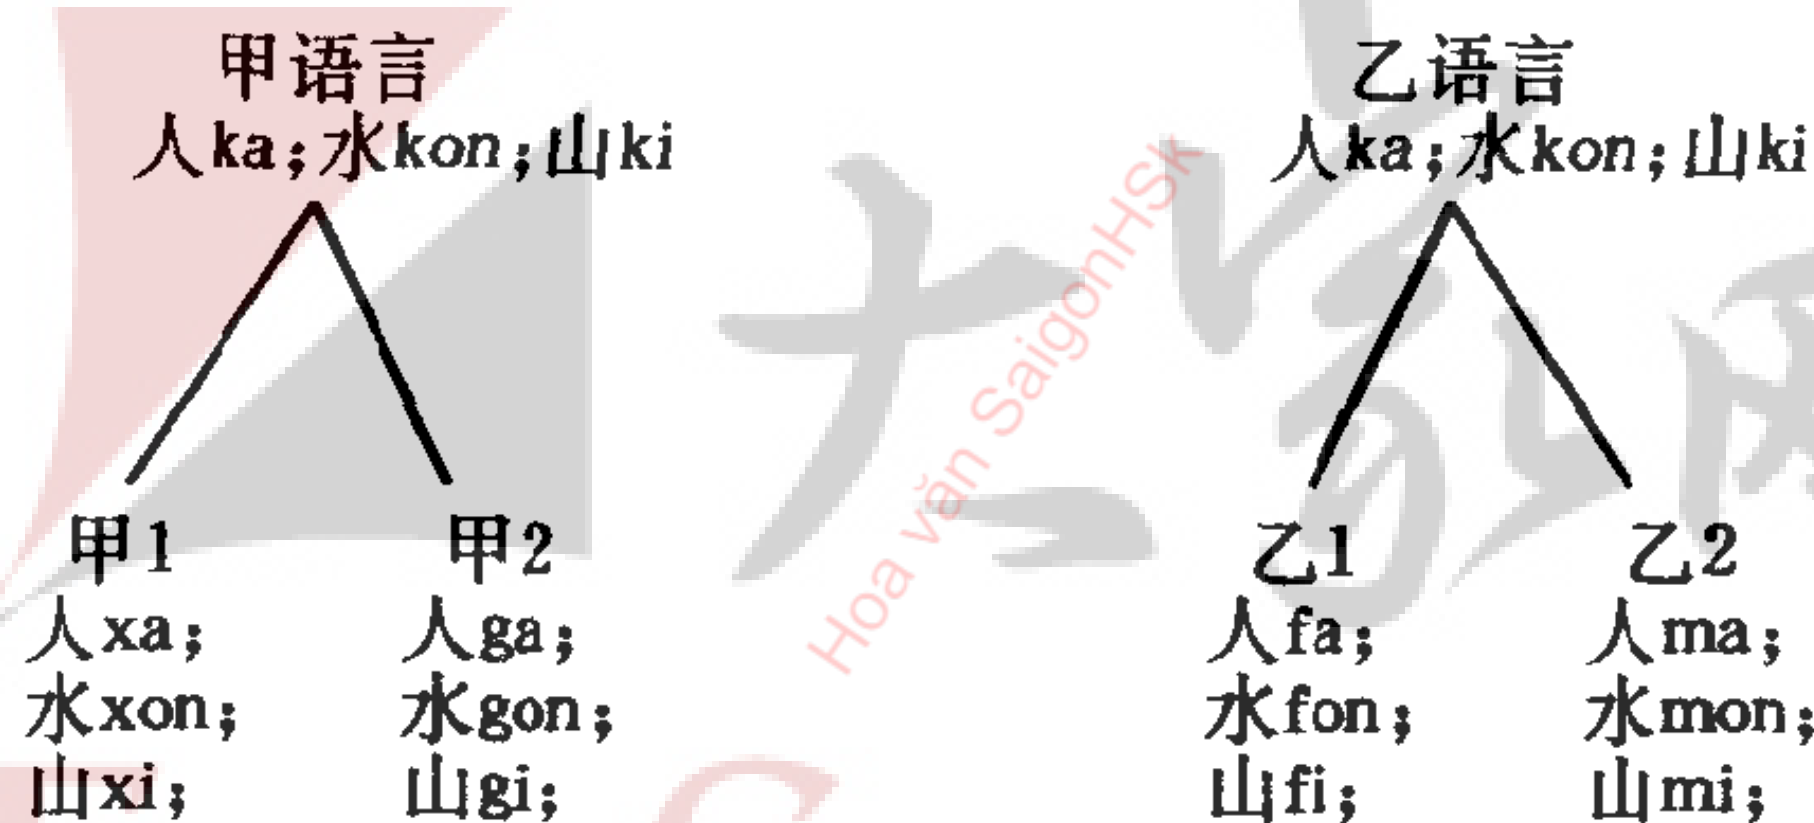 甲语言
人ka;水kon;山ki
甲1
人xa;
水xon;
山xi;
甲2
人ga;
水gon;
山gi;
乙语言
人ka;水kon;山ki
乙1
人fa;
水fon;
山fi;
乙2
人ma;
水mon;
山mi;
Hoa văn SaigonHSK